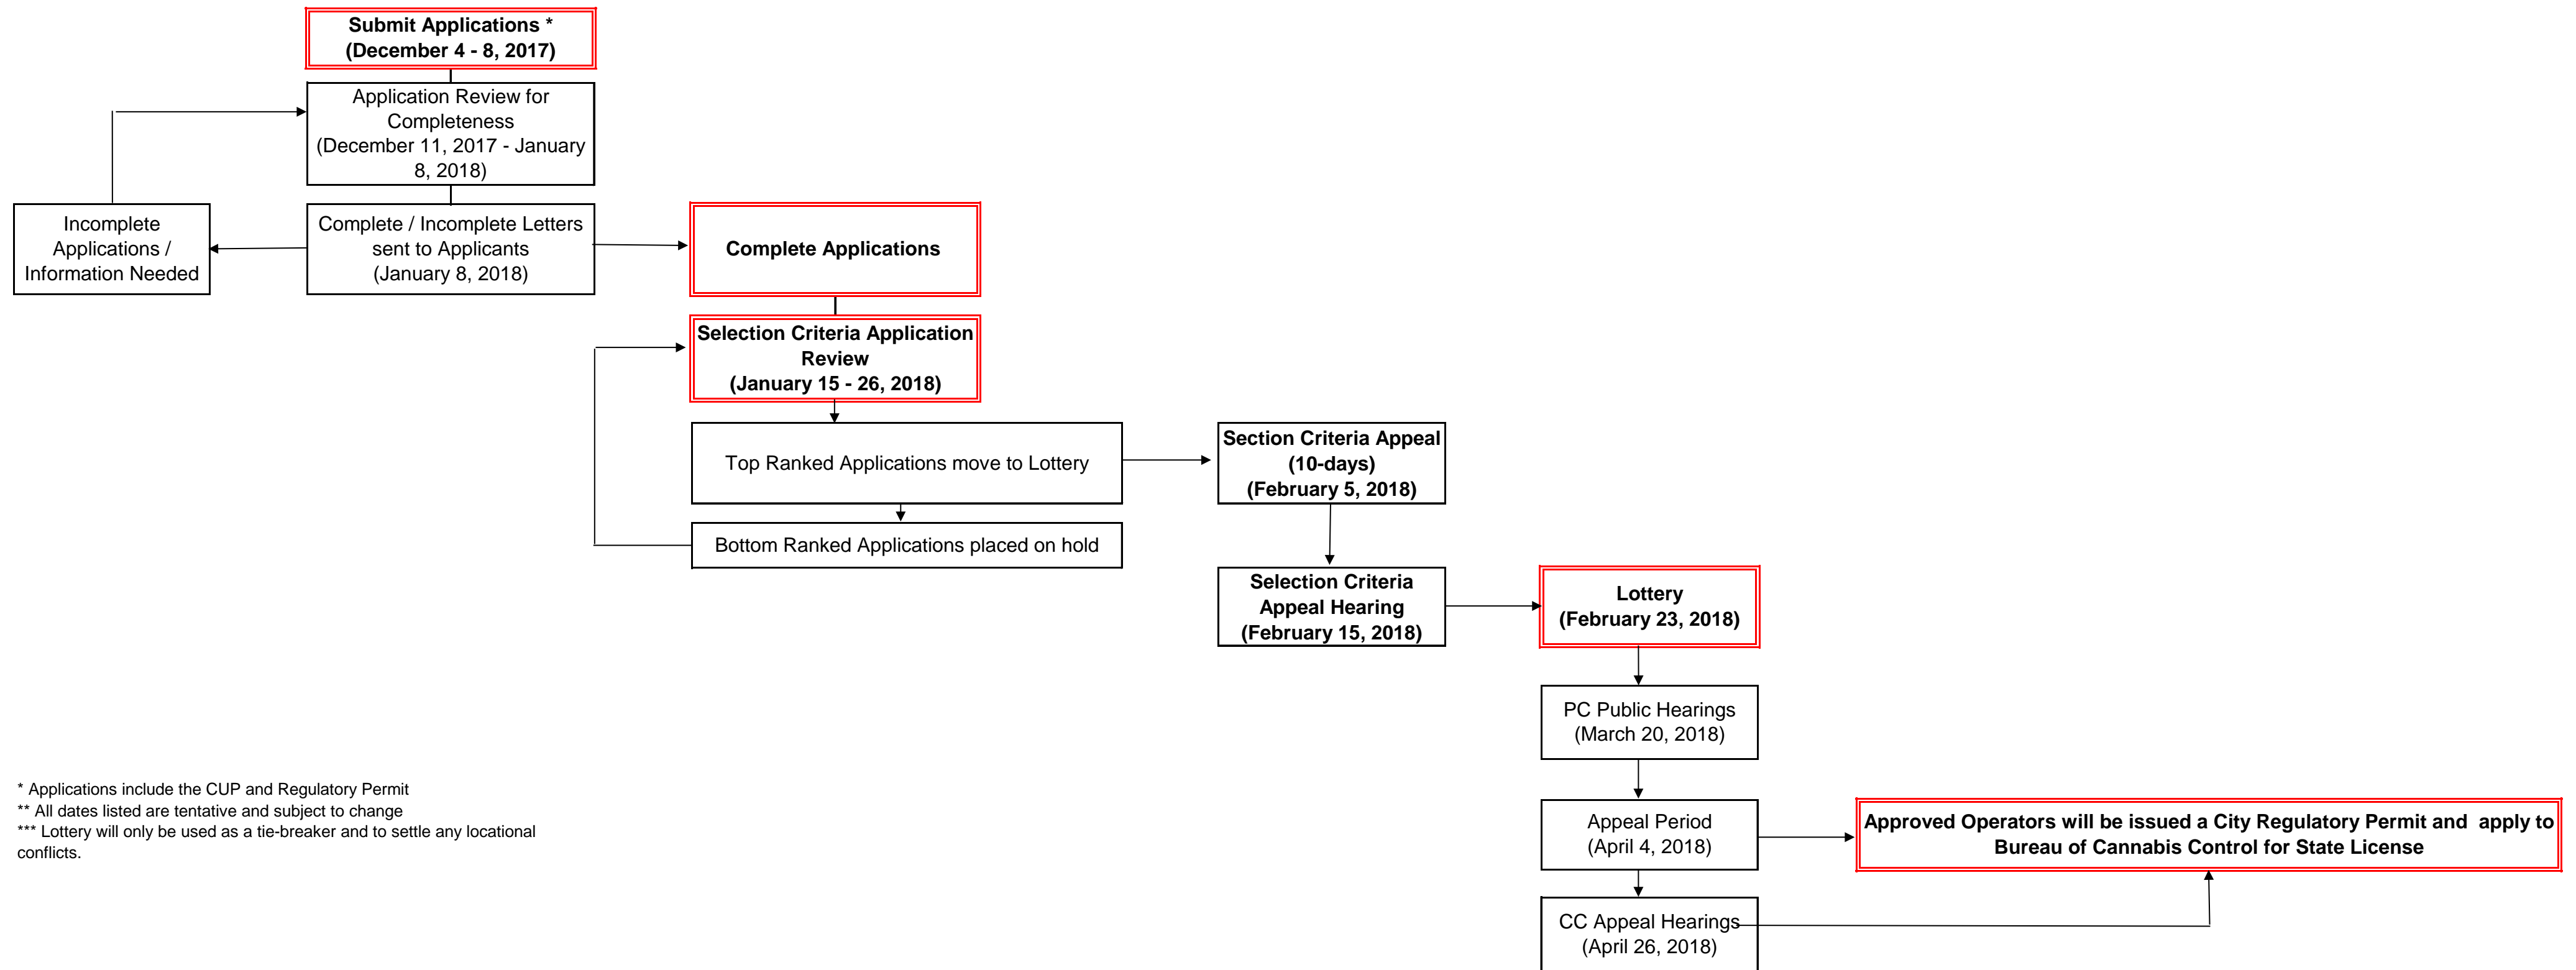 Submit Applications *
(December 4 - 8, 2017)
Application Review for
Completeness
(December 11, 2017 - January
8, 2018)
Incomplete
Applications /
Information Needed
Complete / Incomplete Letters
sent to Applicants
(January 8, 2018)
Complete Applications
Selection Criteria Application
Review
(January 15 - 26, 2018)
Top Ranked Applications move to Lottery
Section Criteria Appeal
(10-days)
(February 5, 2018)
Bottom Ranked Applications placed on hold
Selection Criteria
Appeal Hearing
(February 15, 2018)
Lottery
(February 23, 2018)
PC Public Hearings
(March 20, 2018)
Appeal Period
(April 4, 2018)
Approved Operators will be issued a City Regulatory Permit and  apply to
Bureau of Cannabis Control for State License
CC Appeal Hearings
(April 26, 2018)
* Applications include the CUP and Regulatory Permit
** All dates listed are tentative and subject to change
*** Lottery will only be used as a tie-breaker and to settle any locational
conflicts.